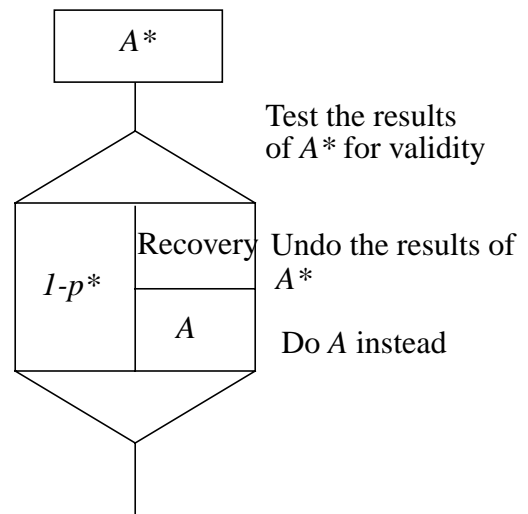 A*
Test the results
of A* for validity
Recovery
Undo the results of
A*
1-p*
A
Do A instead